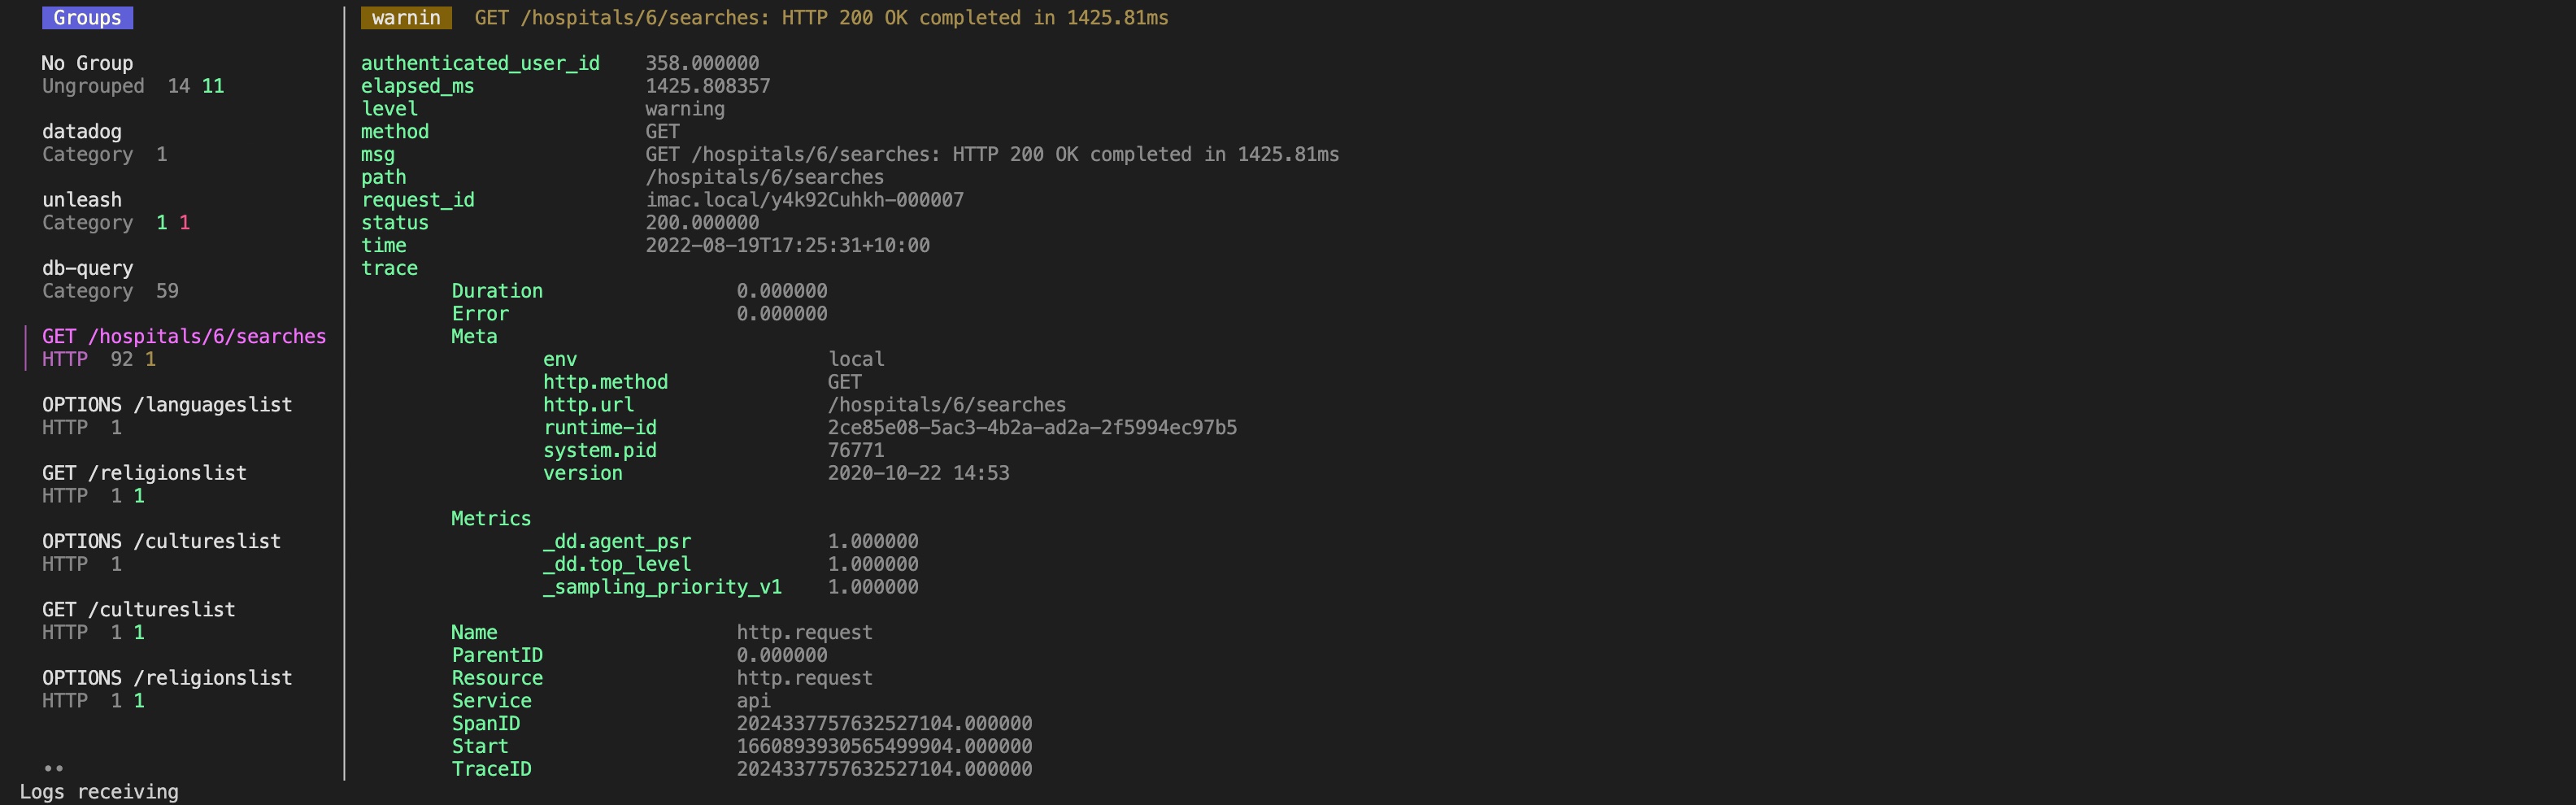 Groups
No Group
Ungrouped 14 11
datadog
Category 1
unleash
Category 1 1
db-query
Category 59
GET /hospitals/6/searches
HTTP 92 1
OPTIONS /languageslist
HTTP 1
GET /religionslist
HTTP 1 1
OPTIONS /cultureslist
HTTP 1
GET /cultureslist
HTTP 1 1
OPTIONS /religionslist
HTTP 1 1
••
Logs receiving
warnin GET /hospitals/6/searches: HTTP 200 OK completed in 1425.81ms
authenticated_user_id 358.000000
elapsed_ms 1425.808357
level warning
method GET
msg GET /hospitals/6/searches: HTTP 200 OK completed in 1425.81ms
path /hospitals/6/searches
request_id imac.local/y4k92Cuhkh-000007
status 200.000000
time 2022-08-19T17:25:31+10:00
trace
Duration 0.000000
Error 0.000000
Meta
env local
http.method GET
http.url /hospitals/6/searches
runtime-id 2ce85e08-5ac3-4b2a-ad2a-2f5994ec97b5
system.pid 76771
version 2020-10-22 14:53
Metrics
_dd.agent_psr 1.000000
_dd.top_level 1.000000
_sampling_priority_v1 1.000000
Name http.request
ParentID 0.000000
Resource http.request
Service api
SpanID 2024337757632527104.000000
Start 1660893930565499904.000000
TraceID 2024337757632527104.000000